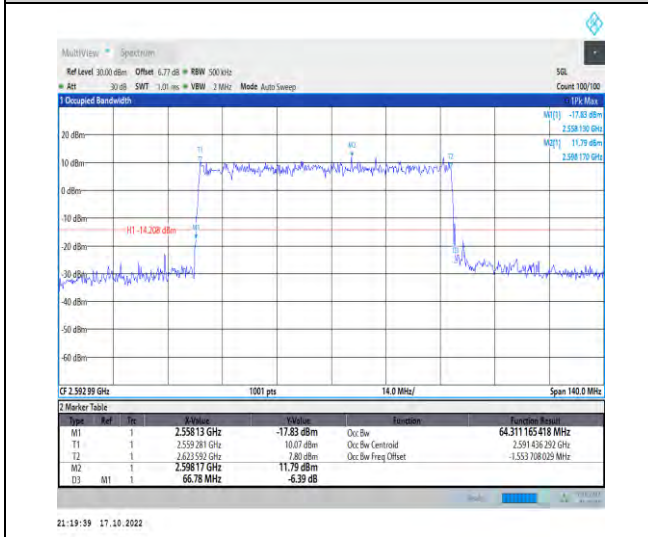 MultiView Spectrum
Ref Level 30.00 dBm Offset 6.77 dB RBW 500 kHz SGL
Att 30 dB SWT 1.01 ms VBW 2 MHz Mode Auto Sweep Count 100/100
1 Occupied Bandwidth 1Pk Max
M1[1] -17.83 dBm
2.558 130 GHz
M2[1] 11.79 dBm
2.598 170 GHz
20 dBm
T1 M2 T2
10 dBm
0 dBm
-10 dBm
H1 -14.208 dBm
M1
-20 dBm
D3
-30 dBm
-40 dBm
-50 dBm
-60 dBm
CF 2.592 99 GHz 1001 pts 14.0 MHz/ Span 140.0 MHz
2 Marker Table
Type Ref Trc X-Value Y-Value Function Function Result
M1 1 2.55813 GHz -17.83 dBm Occ Bw 64.311 165 418 MHz
T1 1 2.559 281 GHz 10.07 dBm Occ Bw Centroid 2.591 436 292 GHz
T2 1 2.623 592 GHz 7.80 dBm Occ Bw Freq Offset -1.553 708 029 MHz
M2 1 2.59817 GHz 11.79 dBm
D3 M1 1 66.78 MHz -6.39 dB
21:19:39 17.10.2022